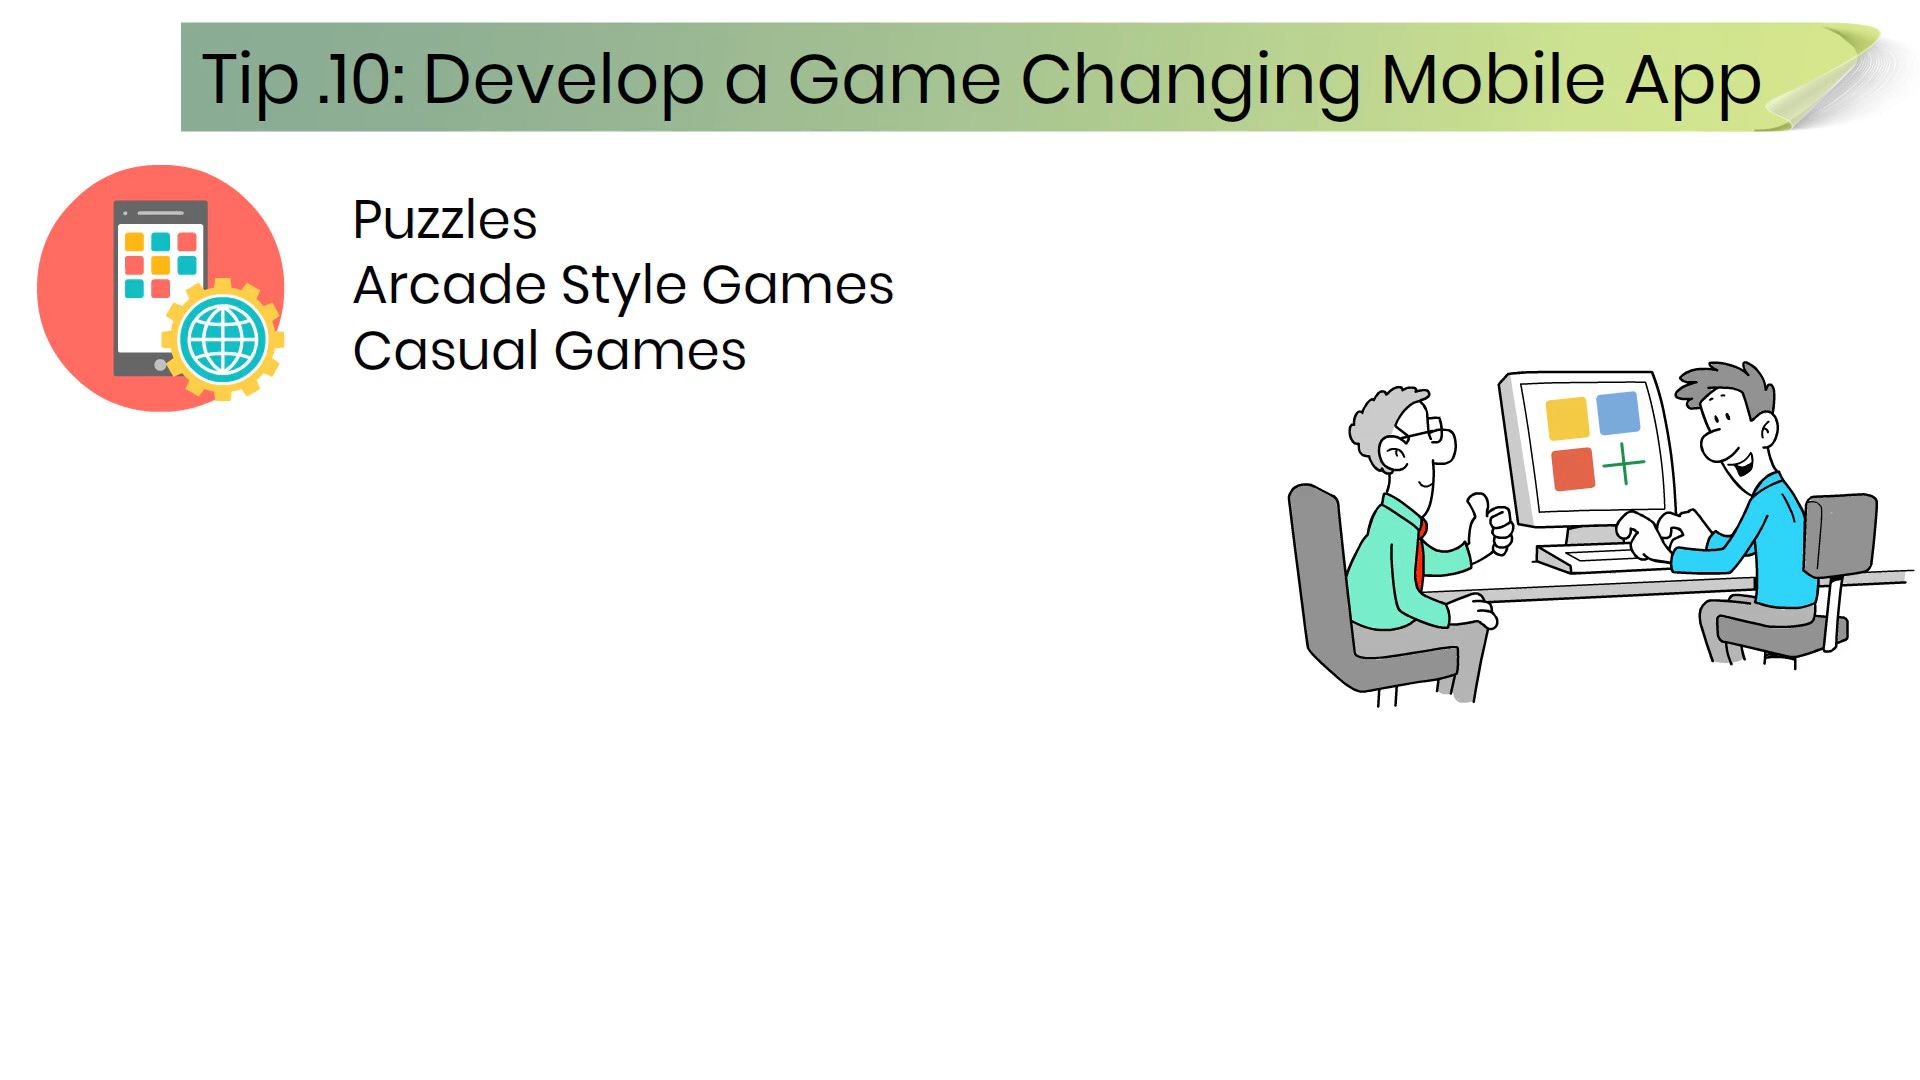 Tip .10: Develop a Game Changing Mobile App
Puzzles
Arcade Style Games
Casual Games